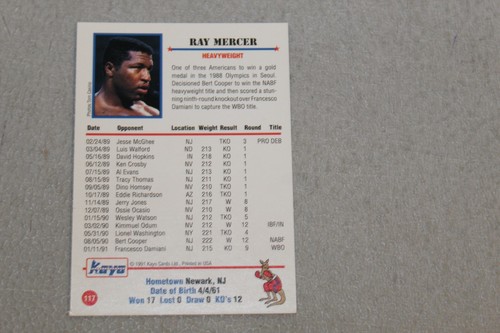 RAY MERCER
HEAVYWEIGHT
One of three Americans to win a gold
medal in the 1988 Olympics in Seoul.
Decisioned Bert Cooper to win the NABF
heavyweight title and then scored a stu-
nning ninth-round knockout over Francesco
Damiani to capture the WBO title.
Date Opponent Location Weight Result Round Title
02/24/89 Jesse McGhee NJ TKO 3 PRO DEB
03/04/89 Luis Walford ND 213 KO 1
05/16/89 David Hopkins IN 218 KO 1
06/12/89 Ken Crosby NV 212 KO 1
07/15/89 Al Evans NJ 213 KO 1
08/15/89 Tracy Thomas NJ 211 KO 1
09/05/89 Dino Homsey NV 210 TKO 1
10/17/89 Eddie Richardson AZ 216 TKO 1
11/14/89 Jerry Jones NJ 217 W 8
12/07/89 Ossie Ocasio NV 210 W 8
01/15/90 Wesley Watson NJ 212 TKO 5
03/02/90 Kimmuel Odum NV 212 W 12 IBF/IN
05/31/90 Lionel Washington NY 221 TKO 4
08/05/90 Bert Cooper NJ 222 W 12 NABF
01/11/91 Francesco Damiani NJ 215 KO 9 WBO
Kayo
© 1991 Kayo Cards Ltd., Printed in USA
117
Hometown Newark, NJ
Date of Birth 4/4/61
Won 17 Lost 0 Draw 0 KO's 12